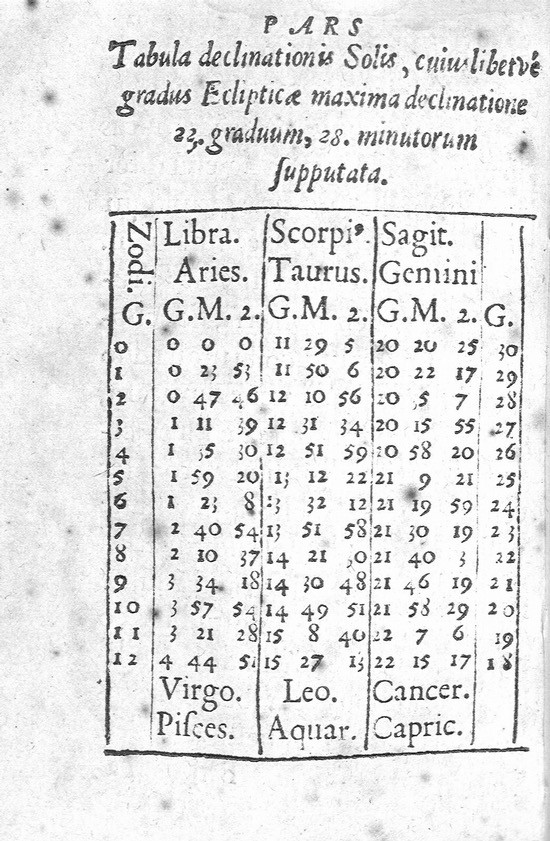 PARS
Tabula declinationis Solis, cuiuslibetvè
gradus Eclipticæ maxima declinatione
23. graduum, 28. minutorum
supputata.
Zodi. Libra. Scorpiꝰ. Sagit.
Aries. Taurus. Gemini
G. G. M. 2. G. M. 2. G. M. 2. G.
0 0 0 0 11 29 5 20 20 25 30
1 0 23 53 11 50 6 20 22 17 29
2 0 47 46 12 10 56 20 7 28
3 1 11 39 12 31 34 20 15 55 27
4 1 35 30 12 51 59 20 58 20 26
5 1 59 20 13 12 22 21 9 21 25
6 1 23 8 13 32 12 21 19 59 24
7 2 40 54 13 51 58 21 30 19 23
8 2 10 37 14 21 21 40 3 22
9 3 34 18 14 30 48 21 46 19 21
10 3 57 54 14 49 51 21 58 29 20
11 3 21 28 15 8 40 22 7 6 19
12 4 44 15 27 13 22 15 17 18
Virgo. Leo. Cancer.
Piſces. Aquar. Capric.